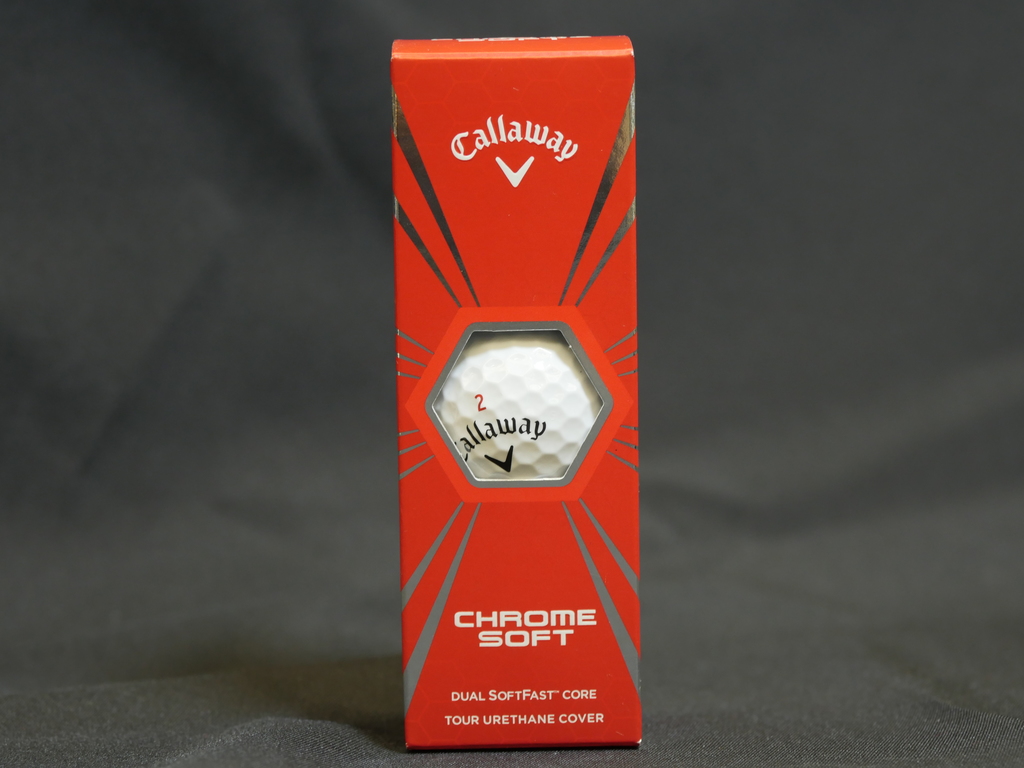 Callaway
2
Callaway
CHROME
SOFT
DUAL SOFTFAST™ CORE
TOUR URETHANE COVER